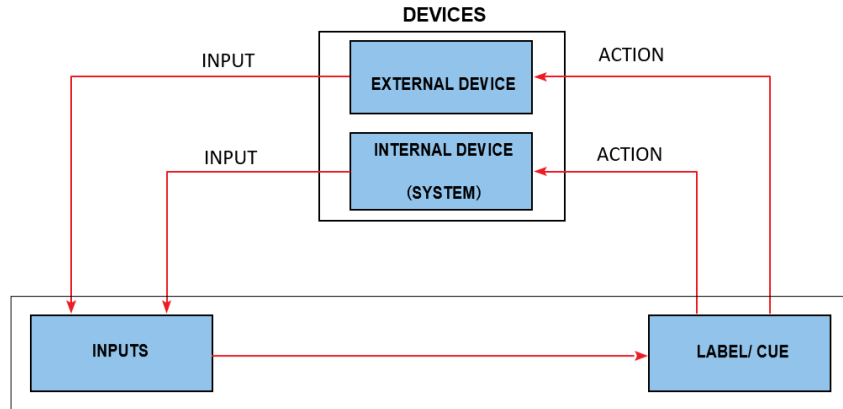 DEVICES
INPUT
EXTERNAL DEVICE
ACTION
INPUT
INTERNAL DEVICE
(SYSTEM)
ACTION
INPUTS
LABEL/ CUE